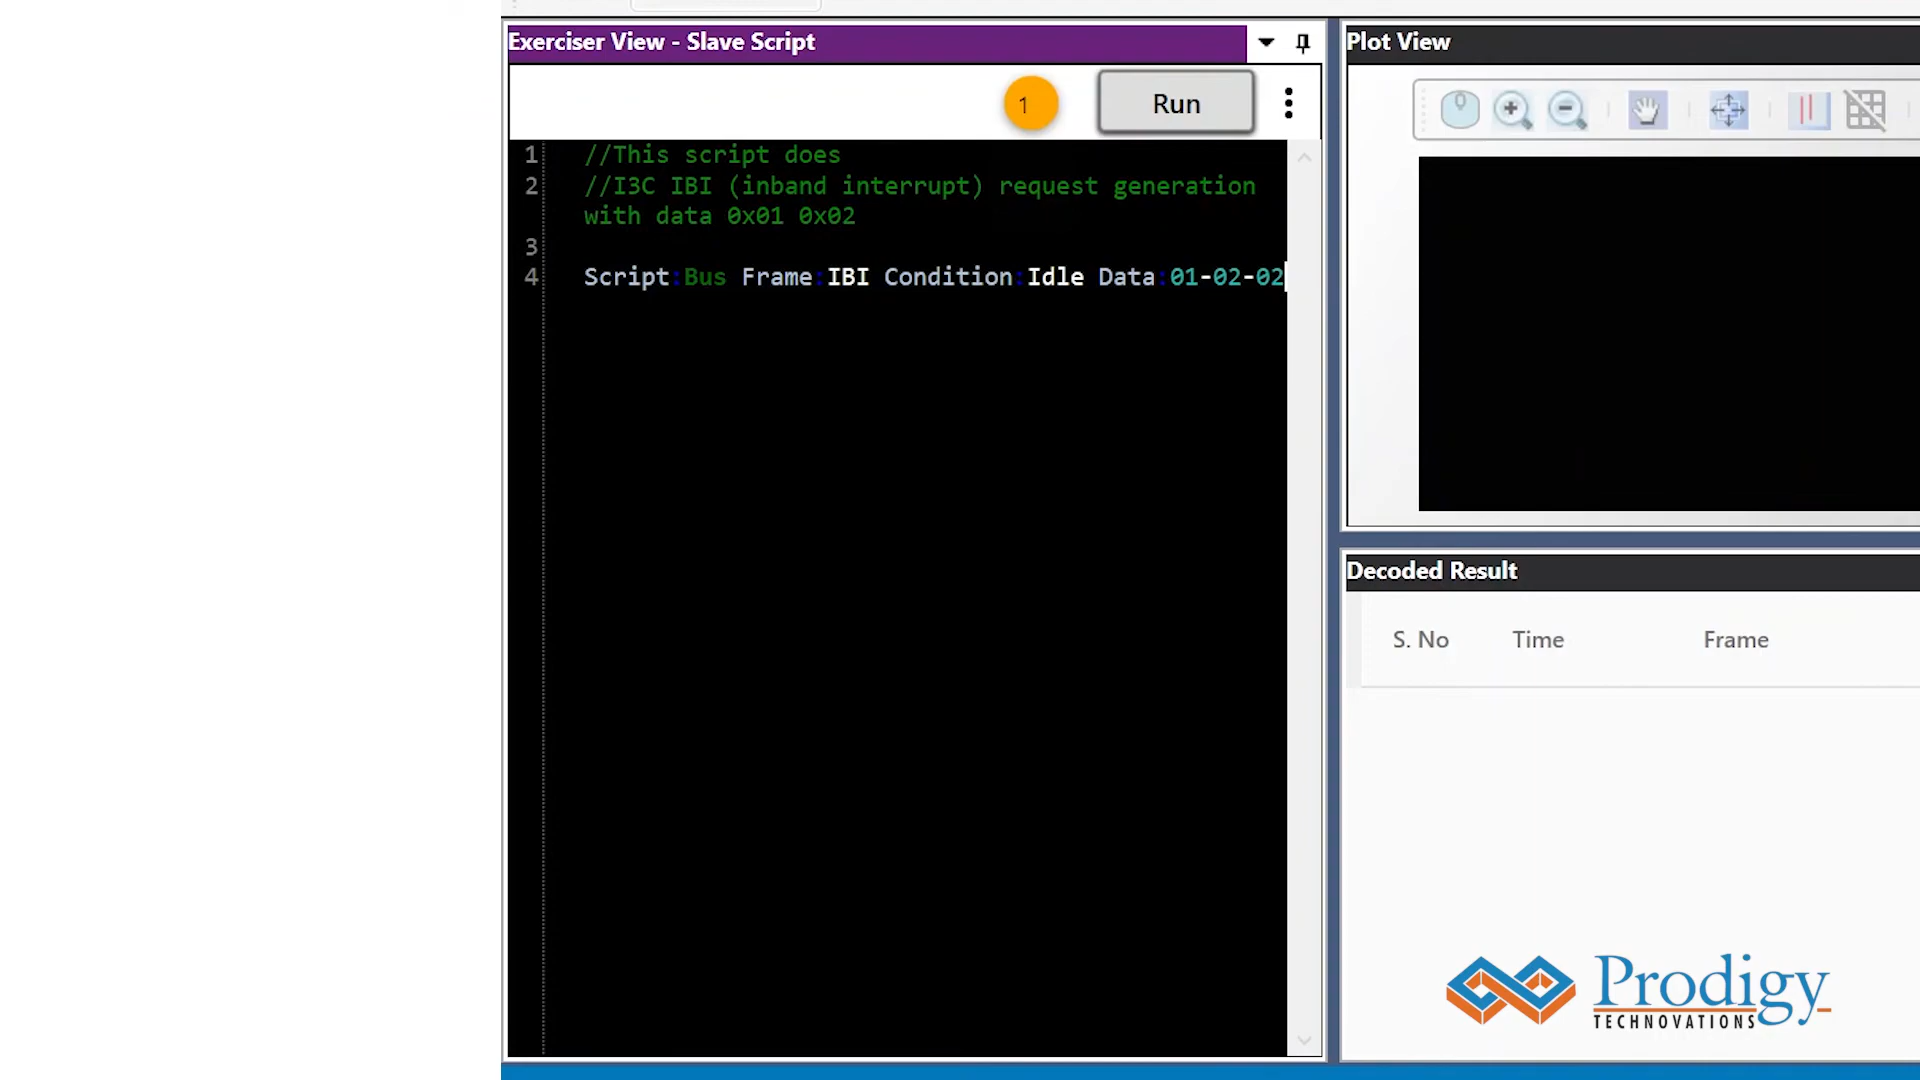 Exerciser View - Slave Script
1
Run
1 //This script does
2 //I3C IBI (inband interrupt) request generation
with data 0x01 0x02
3
4 Script:Bus Frame:IBI Condition:Idle Data:01-02-02
Plot View
Decoded Result
S. No Time Frame
Prodigy
TECHNOVATIONS